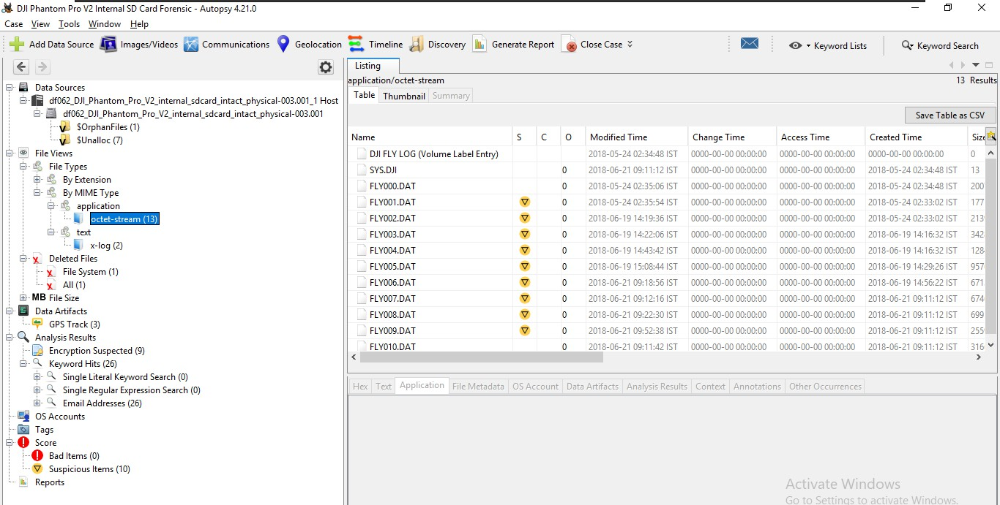 DJI Phantom Pro V2 Internal SD Card Forensic - Autopsy 4.21.0
Case View Tools Window Help
Add Data Source Images/Videos Communications Geolocation Timeline Discovery Generate Report Close Case Keyword Lists Keyword Search
Data Sources
df062_DJI_Phantom_Pro_V2_internal_sdcard_intact_physical-003.001_1 Host
df062_DJI_Phantom_Pro_V2_internal_sdcard_intact_physical-003.001
$OrphanFiles (1)
$Unalloc (7)
File Views
File Types
By Extension
By MIME Type
application
octet-stream (13)
text
x-log (2)
Deleted Files
File System (1)
All (1)
MB File Size
Data Artifacts
GPS Track (3)
Analysis Results
Encryption Suspected (9)
Keyword Hits (26)
Single Literal Keyword Search (0)
Single Regular Expression Search (0)
Email Addresses (26)
OS Accounts
Tags
Score
Bad Items (0)
Suspicious Items (10)
Reports
Listing
application/octet-stream 13 Results
Table Thumbnail Summary
Save Table as CSV
Name S C O Modified Time Change Time Access Time Created Time Size
DJI FLY LOG (Volume Label Entry) 2018-05-24 02:34:48 IST 0000-00-00 00:00:00 0000-00-00 00:00:00 0000-00-00 00:00:00 0
SYS.DJI 0 2018-06-21 09:11:12 IST 0000-00-00 00:00:00 0000-00-00 00:00:00 2018-05-24 02:34:48 IST 13
FLY000.DAT 0 2018-05-24 02:35:06 IST 0000-00-00 00:00:00 0000-00-00 00:00:00 2018-05-24 02:34:48 IST 200
FLY001.DAT 0 2018-05-24 02:35:54 IST 0000-00-00 00:00:00 0000-00-00 00:00:00 2018-05-24 02:33:02 IST 177
FLY002.DAT 0 2018-06-19 14:19:36 IST 0000-00-00 00:00:00 0000-00-00 00:00:00 2018-05-24 02:33:02 IST 213
FLY003.DAT 0 2018-06-19 14:22:06 IST 0000-00-00 00:00:00 0000-00-00 00:00:00 2018-06-19 14:16:32 IST 342
FLY004.DAT 0 2018-06-19 14:43:42 IST 0000-00-00 00:00:00 0000-00-00 00:00:00 2018-06-19 14:16:32 IST 128
FLY005.DAT 0 2018-06-19 15:08:44 IST 0000-00-00 00:00:00 0000-00-00 00:00:00 2018-06-19 14:29:26 IST 957
FLY006.DAT 0 2018-06-21 09:18:56 IST 0000-00-00 00:00:00 0000-00-00 00:00:00 2018-06-19 14:56:22 IST 671
FLY007.DAT 0 2018-06-21 09:12:16 IST 0000-00-00 00:00:00 0000-00-00 00:00:00 2018-06-21 09:11:12 IST 674
FLY008.DAT 0 2018-06-21 09:22:30 IST 0000-00-00 00:00:00 0000-00-00 00:00:00 2018-06-21 09:11:12 IST 699
FLY009.DAT 0 2018-06-21 09:52:38 IST 0000-00-00 00:00:00 0000-00-00 00:00:00 2018-06-21 09:11:12 IST 255
FLY010.DAT 0 2018-06-21 09:11:42 IST 0000-00-00 00:00:00 0000-00-00 00:00:00 2018-06-21 09:11:12 IST 316
Hex Text Application File Metadata OS Account Data Artifacts Analysis Results Context Annotations Other Occurrences
Activate Windows
Go to Settings to activate Windows.